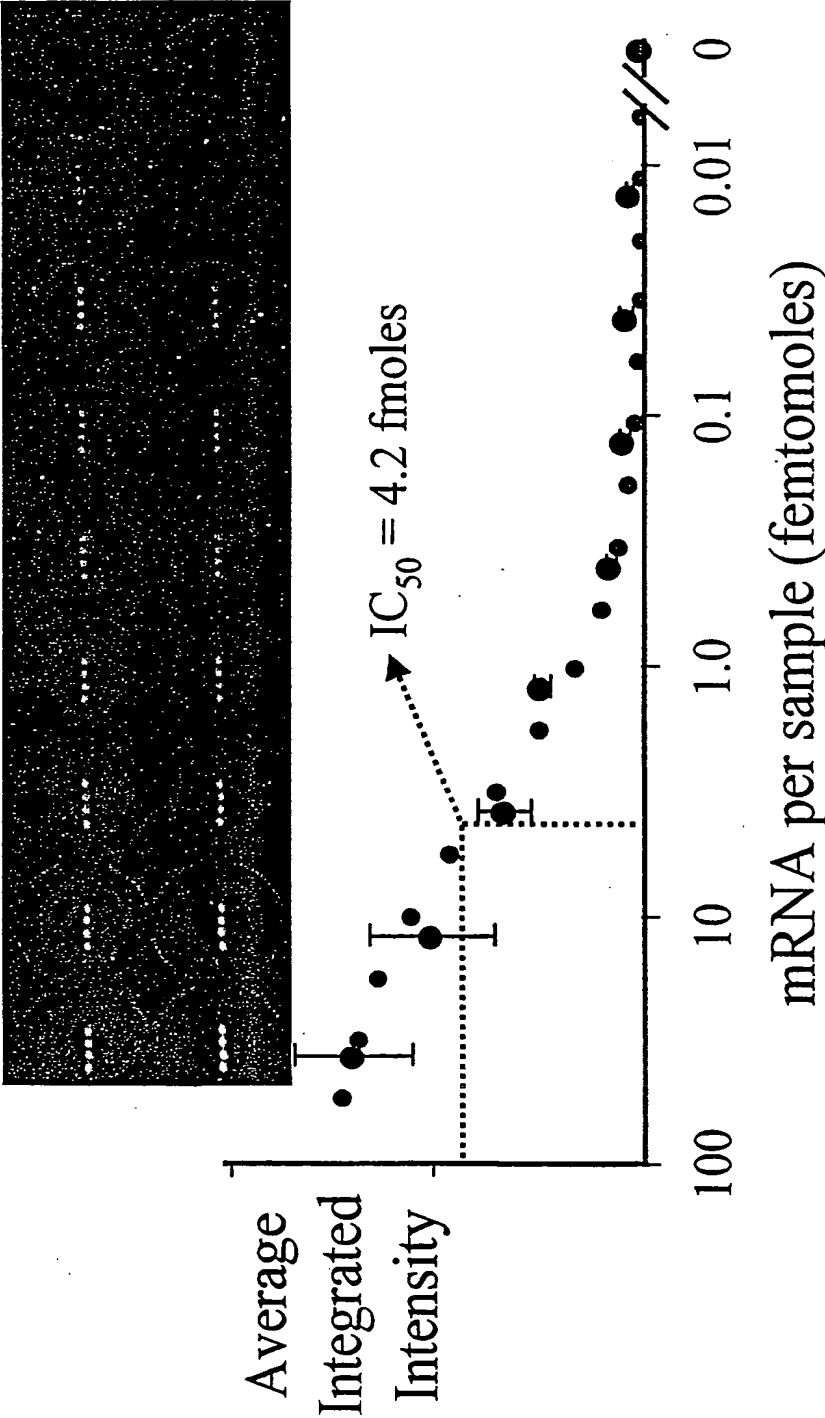 Average
Integrated
Intensity
IC50 = 4.2 fmoles
100 10 1.0 0.1 0.01 0
mRNA per sample (femtomoles)